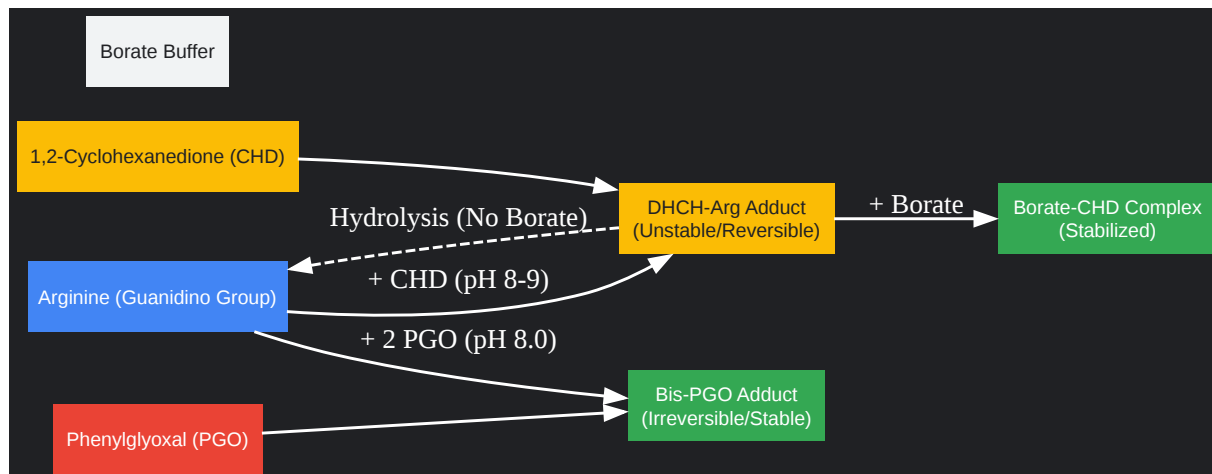 Borate Buffer
1,2-Cyclohexanedione (CHD)
Hydrolysis (No Borate)
DHCH-Arg Adduct
(Unstable/Reversible)
+ Borate
Borate-CHD Complex
(Stabilized)
+ CHD (pH 8-9)
Arginine (Guanidino Group)
+ 2 PGO (pH 8.0)
Bis-PGO Adduct
(Irreversible/Stable)
Phenylglyoxal (PGO)